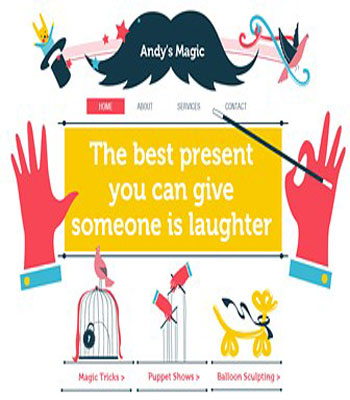 Andy's Magic
HOME ABOUT SERVICES CONTACT
The best present
you can give
someone is laughter
Magic Tricks > Puppet Shows > Balloon Sculpting >